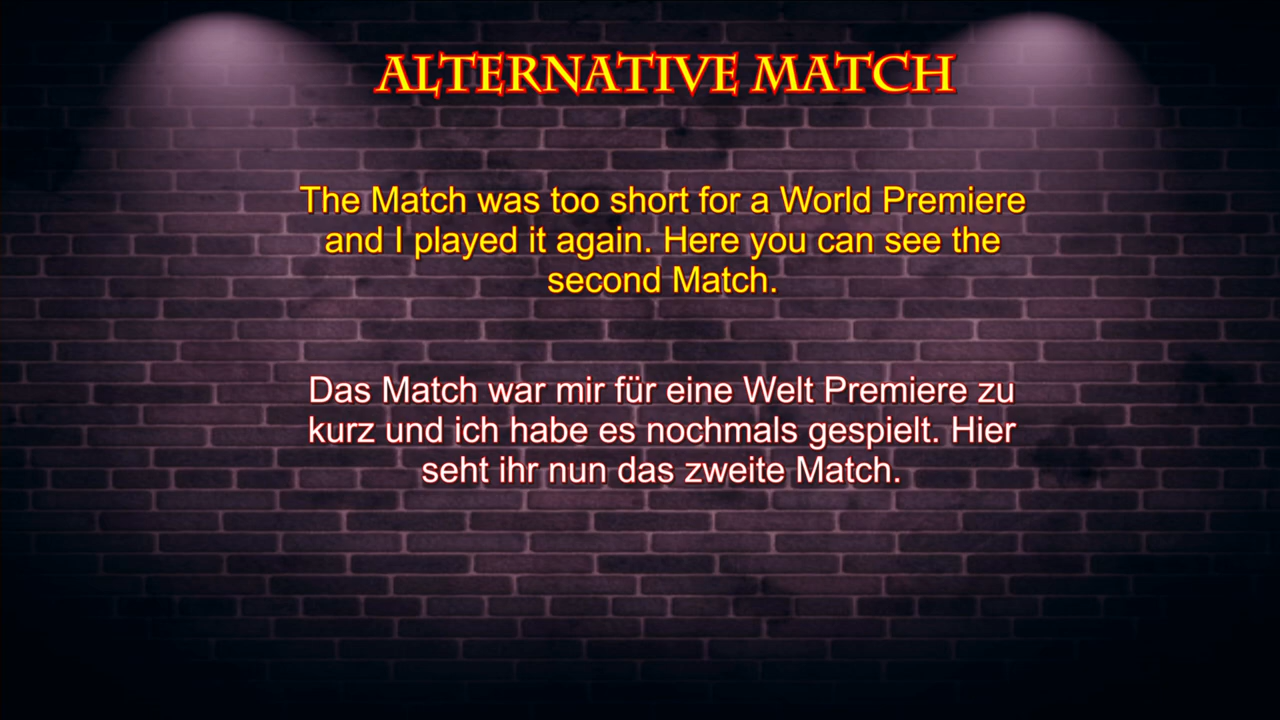 ALTERNATIVE MATCH
The Match was too short for a World Premiere
and I played it again. Here you can see the
second Match.
Das Match war mir für eine Welt Premiere zu
kurz und ich habe es nochmals gespielt. Hier
seht ihr nun das zweite Match.